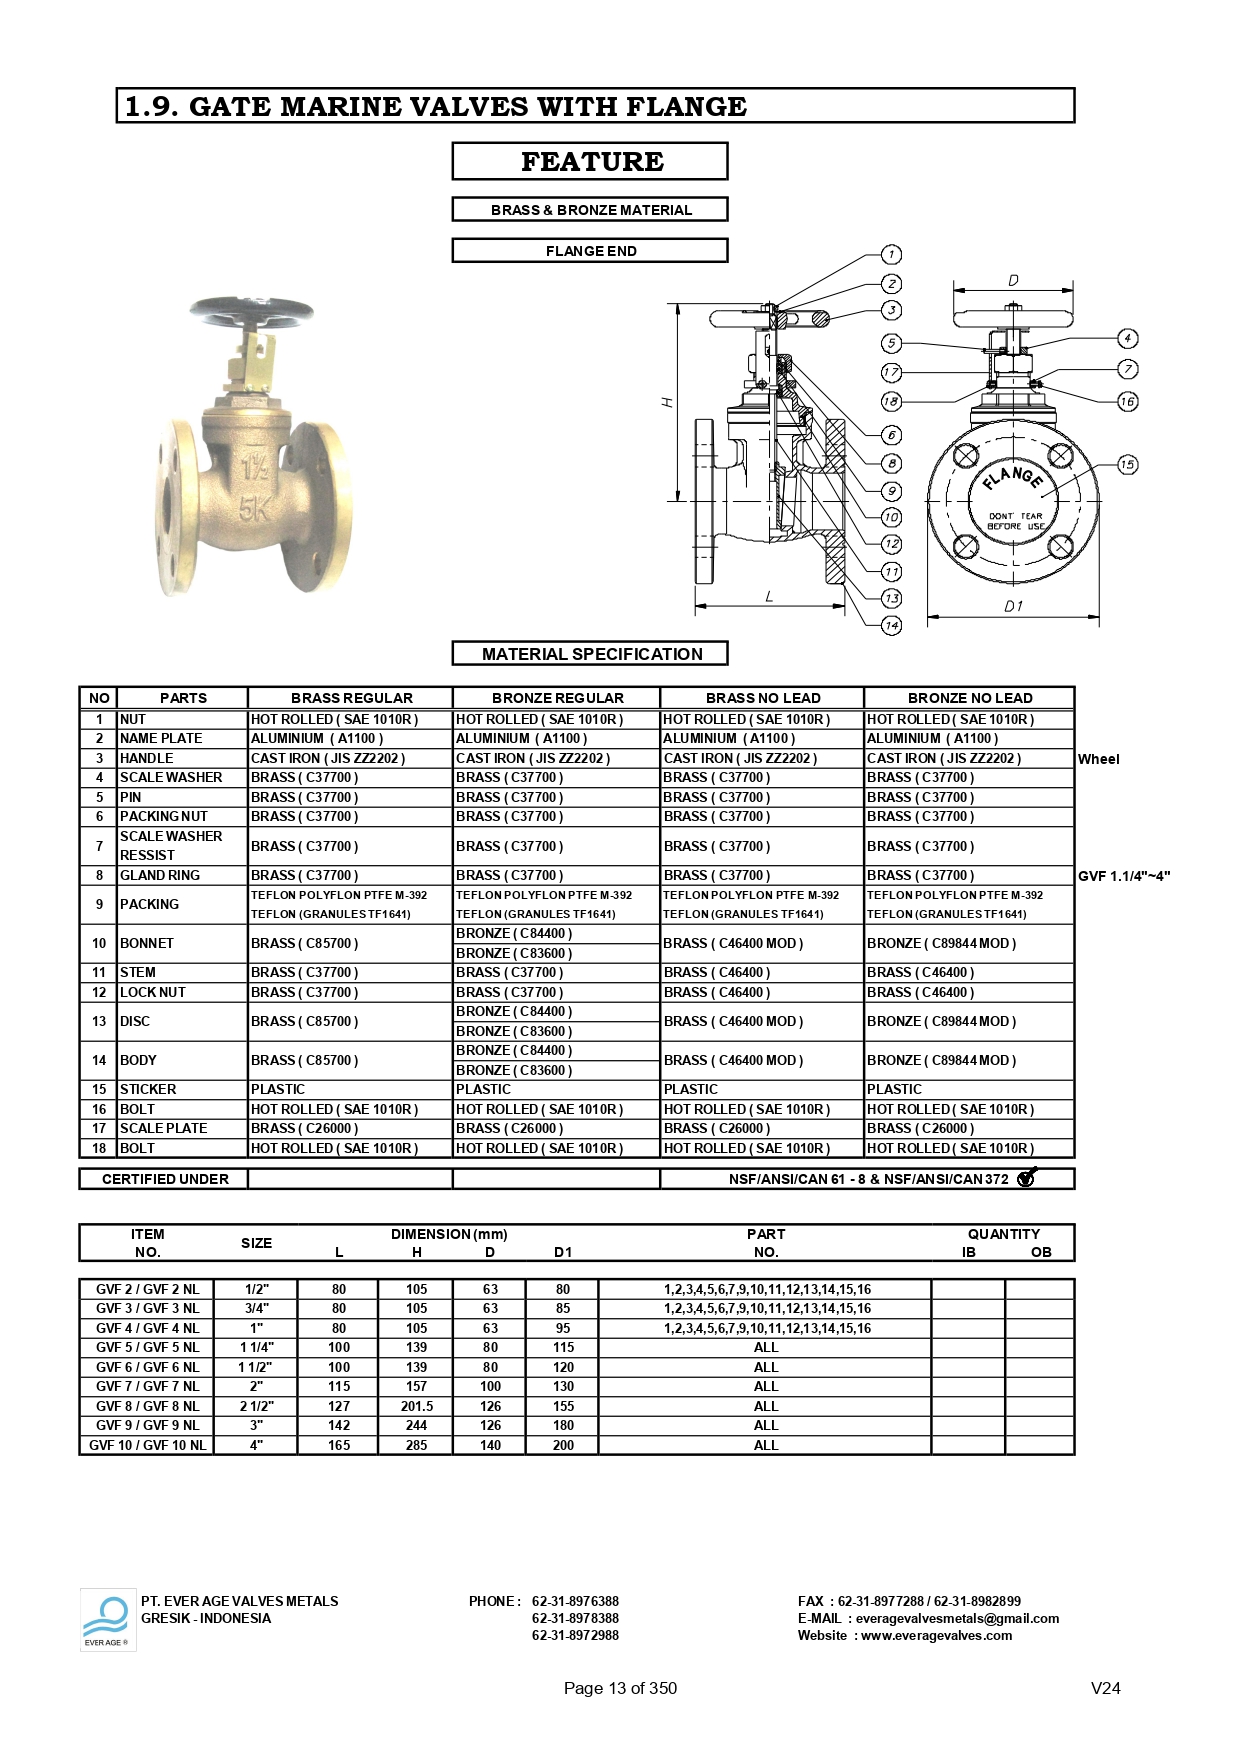 1.9. GATE MARINE VALVES WITH FLANGE
FEATURE
BRASS & BRONZE MATERIAL
FLANGE END
1½
5K
H
L
1
2
3
6
8
9
10
12
11
13
14
D
5
17
18
4
7
16
15
FLANGE
DONT' TEAR
BEFORE USE
D1
MATERIAL SPECIFICATION
NO PARTS BRASS REGULAR BRONZE REGULAR BRASS NO LEAD BRONZE NO LEAD
1 NUT HOT ROLLED ( SAE 1010R ) HOT ROLLED ( SAE 1010R ) HOT ROLLED ( SAE 1010R ) HOT ROLLED ( SAE 1010R )
2 NAME PLATE ALUMINIUM ( A1100 ) ALUMINIUM ( A1100 ) ALUMINIUM ( A1100 ) ALUMINIUM ( A1100 )
3 HANDLE CAST IRON ( JIS ZZ2202 ) CAST IRON ( JIS ZZ2202 ) CAST IRON ( JIS ZZ2202 ) CAST IRON ( JIS ZZ2202 ) Wheel
4 SCALE WASHER BRASS ( C37700 ) BRASS ( C37700 ) BRASS ( C37700 ) BRASS ( C37700 )
5 PIN BRASS ( C37700 ) BRASS ( C37700 ) BRASS ( C37700 ) BRASS ( C37700 )
6 PACKING NUT BRASS ( C37700 ) BRASS ( C37700 ) BRASS ( C37700 ) BRASS ( C37700 )
7 SCALE WASHER
RESSIST BRASS ( C37700 ) BRASS ( C37700 ) BRASS ( C37700 ) BRASS ( C37700 )
8 GLAND RING BRASS ( C37700 ) BRASS ( C37700 ) BRASS ( C37700 ) BRASS ( C37700 ) GVF 1.1/4"~4"
9 PACKING TEFLON POLYFLON PTFE M-392 TEFLON POLYFLON PTFE M-392 TEFLON POLYFLON PTFE M-392 TEFLON POLYFLON PTFE M-392
TEFLON (GRANULES TF1641) TEFLON (GRANULES TF1641) TEFLON (GRANULES TF1641) TEFLON (GRANULES TF1641)
10 BONNET BRASS ( C85700 ) BRONZE ( C84400 ) BRASS ( C46400 MOD ) BRONZE ( C89844 MOD )
BRONZE ( C83600 )
11 STEM BRASS ( C37700 ) BRASS ( C37700 ) BRASS ( C46400 ) BRASS ( C46400 )
12 LOCK NUT BRASS ( C37700 ) BRASS ( C37700 ) BRASS ( C46400 ) BRASS ( C46400 )
13 DISC BRASS ( C85700 ) BRONZE ( C84400 ) BRASS ( C46400 MOD ) BRONZE ( C89844 MOD )
BRONZE ( C83600 )
14 BODY BRASS ( C85700 ) BRONZE ( C84400 ) BRASS ( C46400 MOD ) BRONZE ( C89844 MOD )
BRONZE ( C83600 )
15 STICKER PLASTIC PLASTIC PLASTIC PLASTIC
16 BOLT HOT ROLLED ( SAE 1010R ) HOT ROLLED ( SAE 1010R ) HOT ROLLED ( SAE 1010R ) HOT ROLLED ( SAE 1010R )
17 SCALE PLATE BRASS ( C26000 ) BRASS ( C26000 ) BRASS ( C26000 ) BRASS ( C26000 )
18 BOLT HOT ROLLED ( SAE 1010R ) HOT ROLLED ( SAE 1010R ) HOT ROLLED ( SAE 1010R ) HOT ROLLED ( SAE 1010R )
CERTIFIED UNDER NSF/ANSI/CAN 61 - 8 & NSF/ANSI/CAN 372
ITEM SIZE DIMENSION (mm) PART QUANTITY
NO. L H D D1 NO. IB OB
GVF 2 / GVF 2 NL 1/2" 80 105 63 80 1,2,3,4,5,6,7,9,10,11,12,13,14,15,16
GVF 3 / GVF 3 NL 3/4" 80 105 63 85 1,2,3,4,5,6,7,9,10,11,12,13,14,15,16
GVF 4 / GVF 4 NL 1" 80 105 63 95 1,2,3,4,5,6,7,9,10,11,12,13,14,15,16
GVF 5 / GVF 5 NL 1 1/4" 100 139 80 115 ALL
GVF 6 / GVF 6 NL 1 1/2" 100 139 80 120 ALL
GVF 7 / GVF 7 NL 2" 115 157 100 130 ALL
GVF 8 / GVF 8 NL 2 1/2" 127 201.5 126 155 ALL
GVF 9 / GVF 9 NL 3" 142 244 126 180 ALL
GVF 10 / GVF 10 NL 4" 165 285 140 200 ALL
EVER AGE ®
PT. EVER AGE VALVES METALS PHONE : 62-31-8976388 FAX : 62-31-8977288 / 62-31-8982899
GRESIK - INDONESIA 62-31-8978388 E-MAIL : everagevalvesmetals@gmail.com
62-31-8972988 Website : www.everagevalves.com
Page 13 of 350 V24